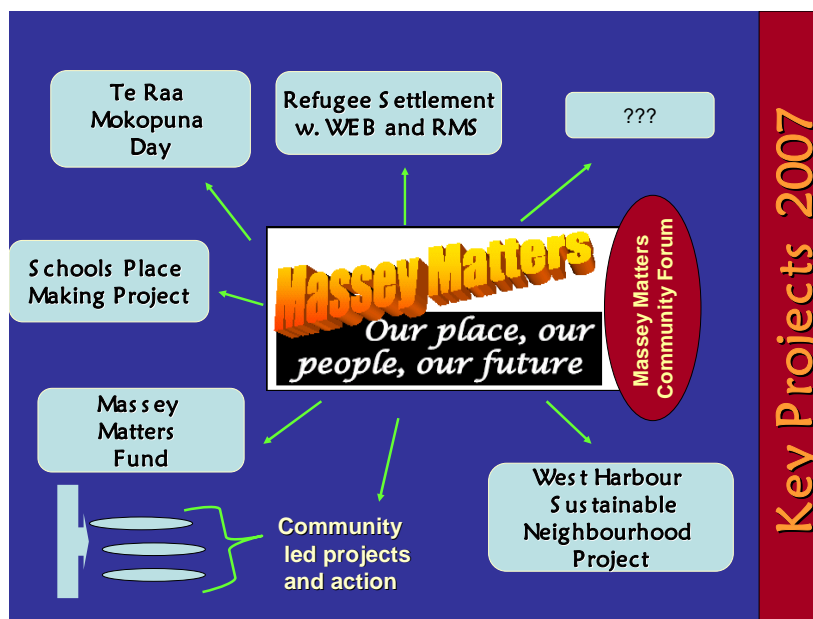 Te Raa
Mokopuna
Day
Refugee Settlement
w. WEB and RMS
???
Schools Place
Making Project
Massey Matters
Our place, our
people, our future
Massey Matters
Community Forum
Massey
Matters
Fund
Community
led projects
and action
West Harbour
Sustainable
Neighbourhood
Project
Key Projects 2007